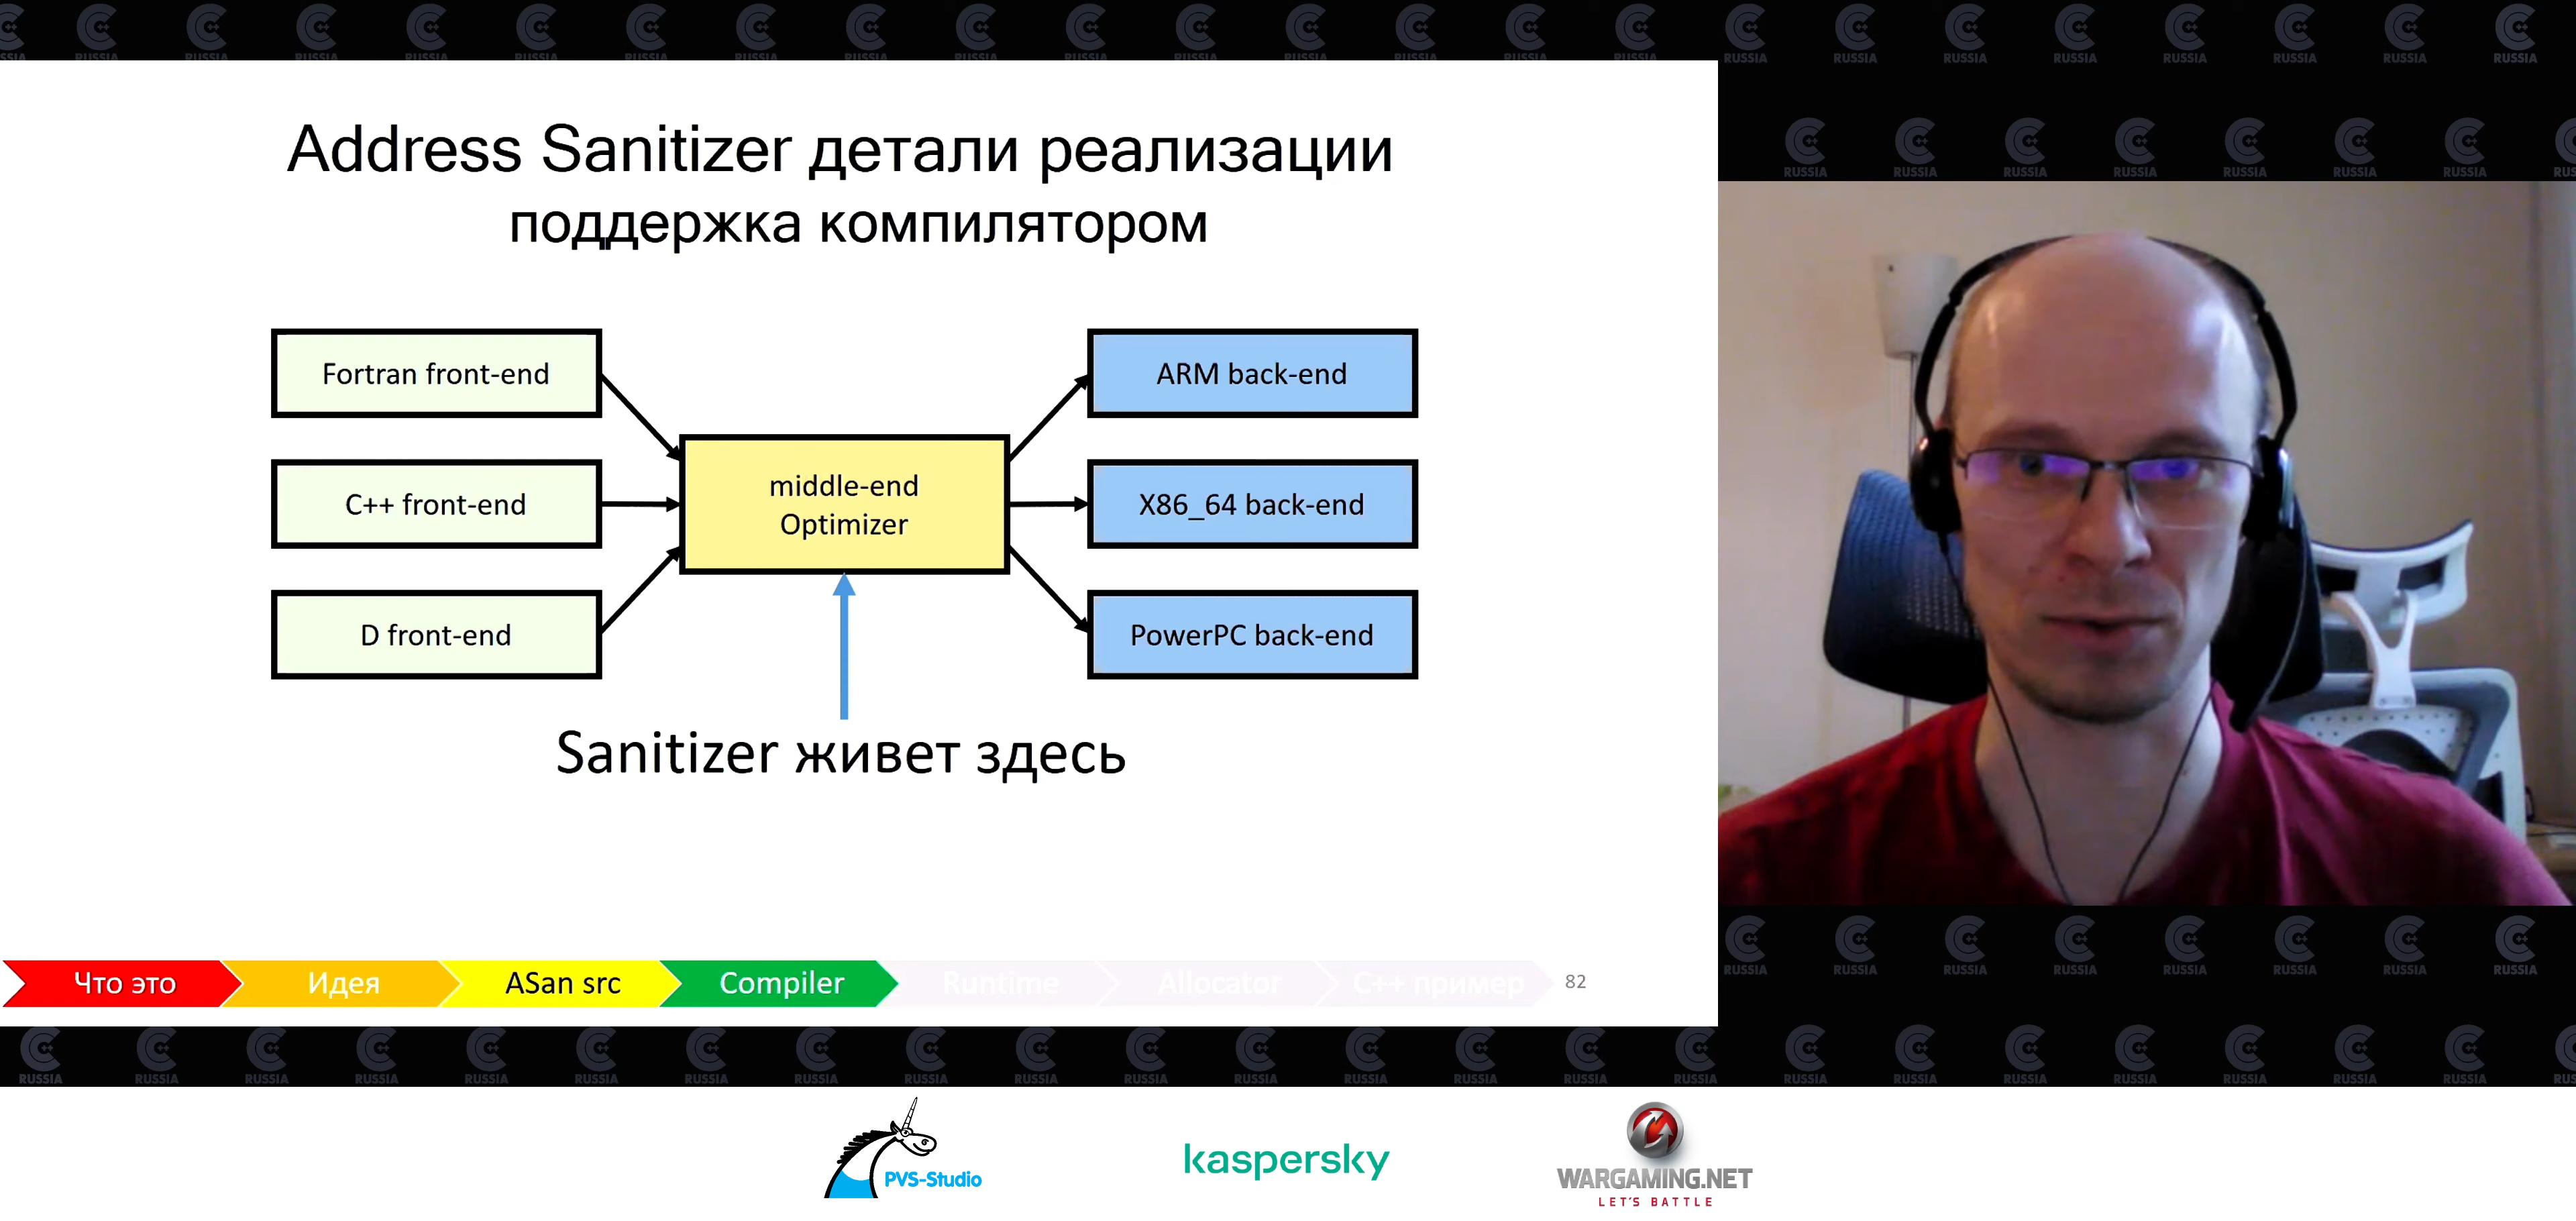 Address Sanitizer детали реализации
поддержка компилятором
Fortran front-end
C++ front-end
D front-end
middle-end
Optimizer
ARM back-end
X86_64 back-end
PowerPC back-end
Sanitizer живет здесь
Что это
Идея
ASan src
Compiler
Runtime
Allocator
C++ пример
82
RUSSIA
PVS-Studio
kaspersky
WARGAMING.NET
LET'S BATTLE